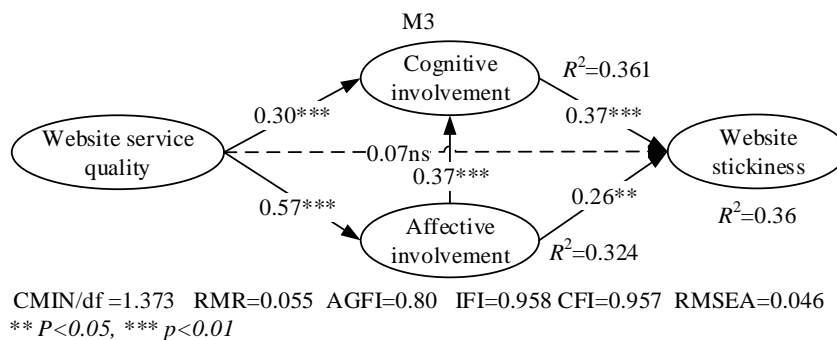 M3
Cognitive
involvement
R²=0.361
0.30***
0.37***
Website service
quality
0.07ns
Website
stickiness
0.37***
0.57***
0.26**
R²=0.36
Affective
involvement
R²=0.324
CMIN/df =1.373 RMR=0.055 AGFI=0.80 IFI=0.958 CFI=0.957 RMSEA=0.046
** P<0.05, *** p<0.01